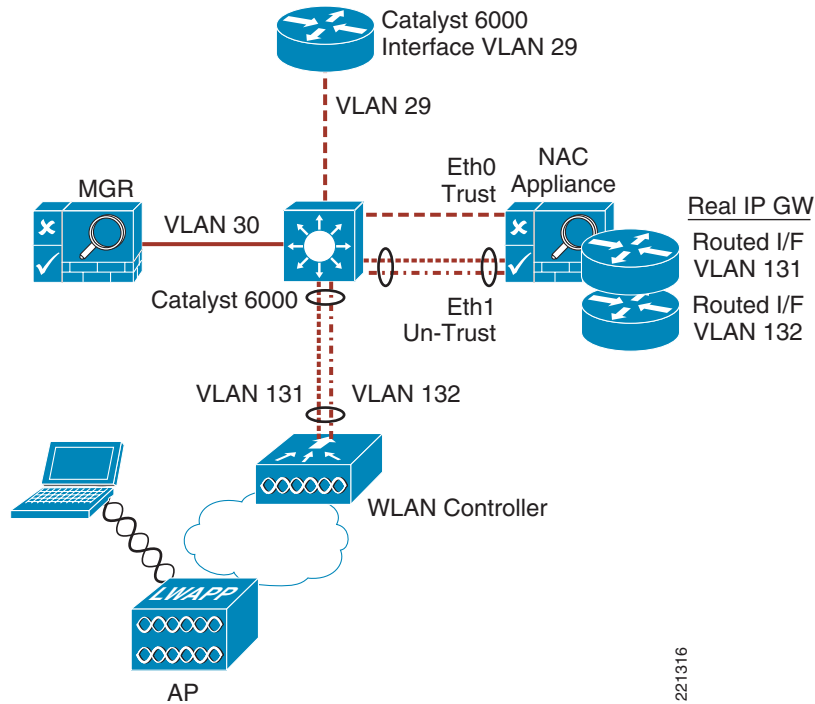 Catalyst 6000
Interface VLAN 29
VLAN 29
Eth0
Trust
NAC
Appliance
MGR
VLAN 30
Real IP GW
Routed I/F
VLAN 131
Routed I/F
VLAN 132
Catalyst 6000
Eth1
Un-Trust
VLAN 131
VLAN 132
WLAN Controller
LWAPP
AP
221316